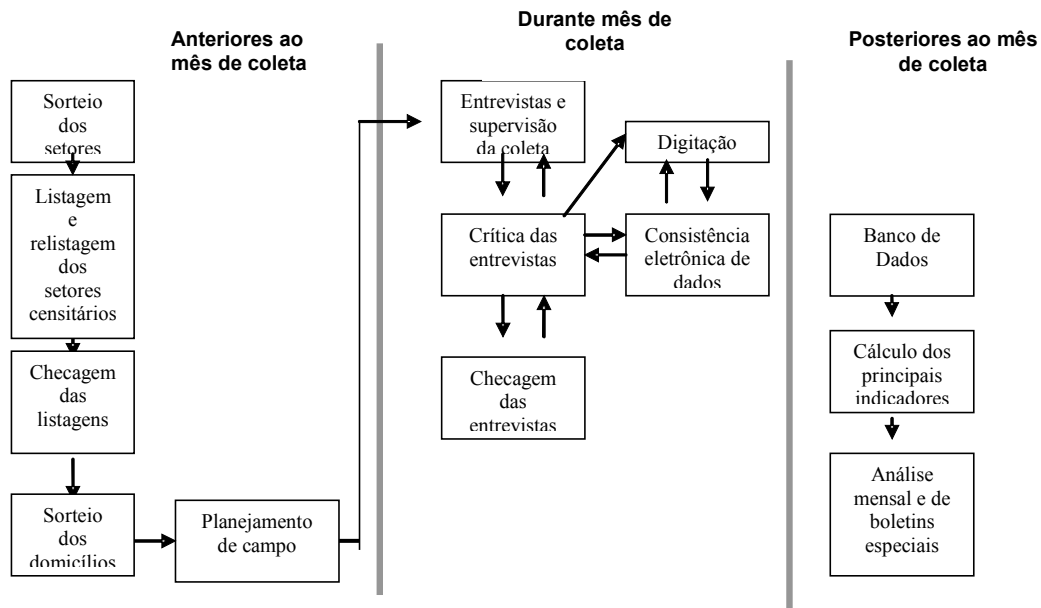 Anteriores ao
mês de coleta
Sorteio
dos
setores
Listagem
e
relistagem
dos
setores
censitários
Checagem
das
listagens
Sorteio
dos
domicílios
Planejamento
de campo
Durante mês de
coleta
Entrevistas e
supervisão
da coleta
Digitação
Crítica das
entrevistas
Consistência
eletrônica de
dados
Checagem
das
entrevistas
Posteriores ao mês
de coleta
Banco de
Dados
Cálculo dos
principais
indicadores
Análise
mensal e de
boletins
especiais